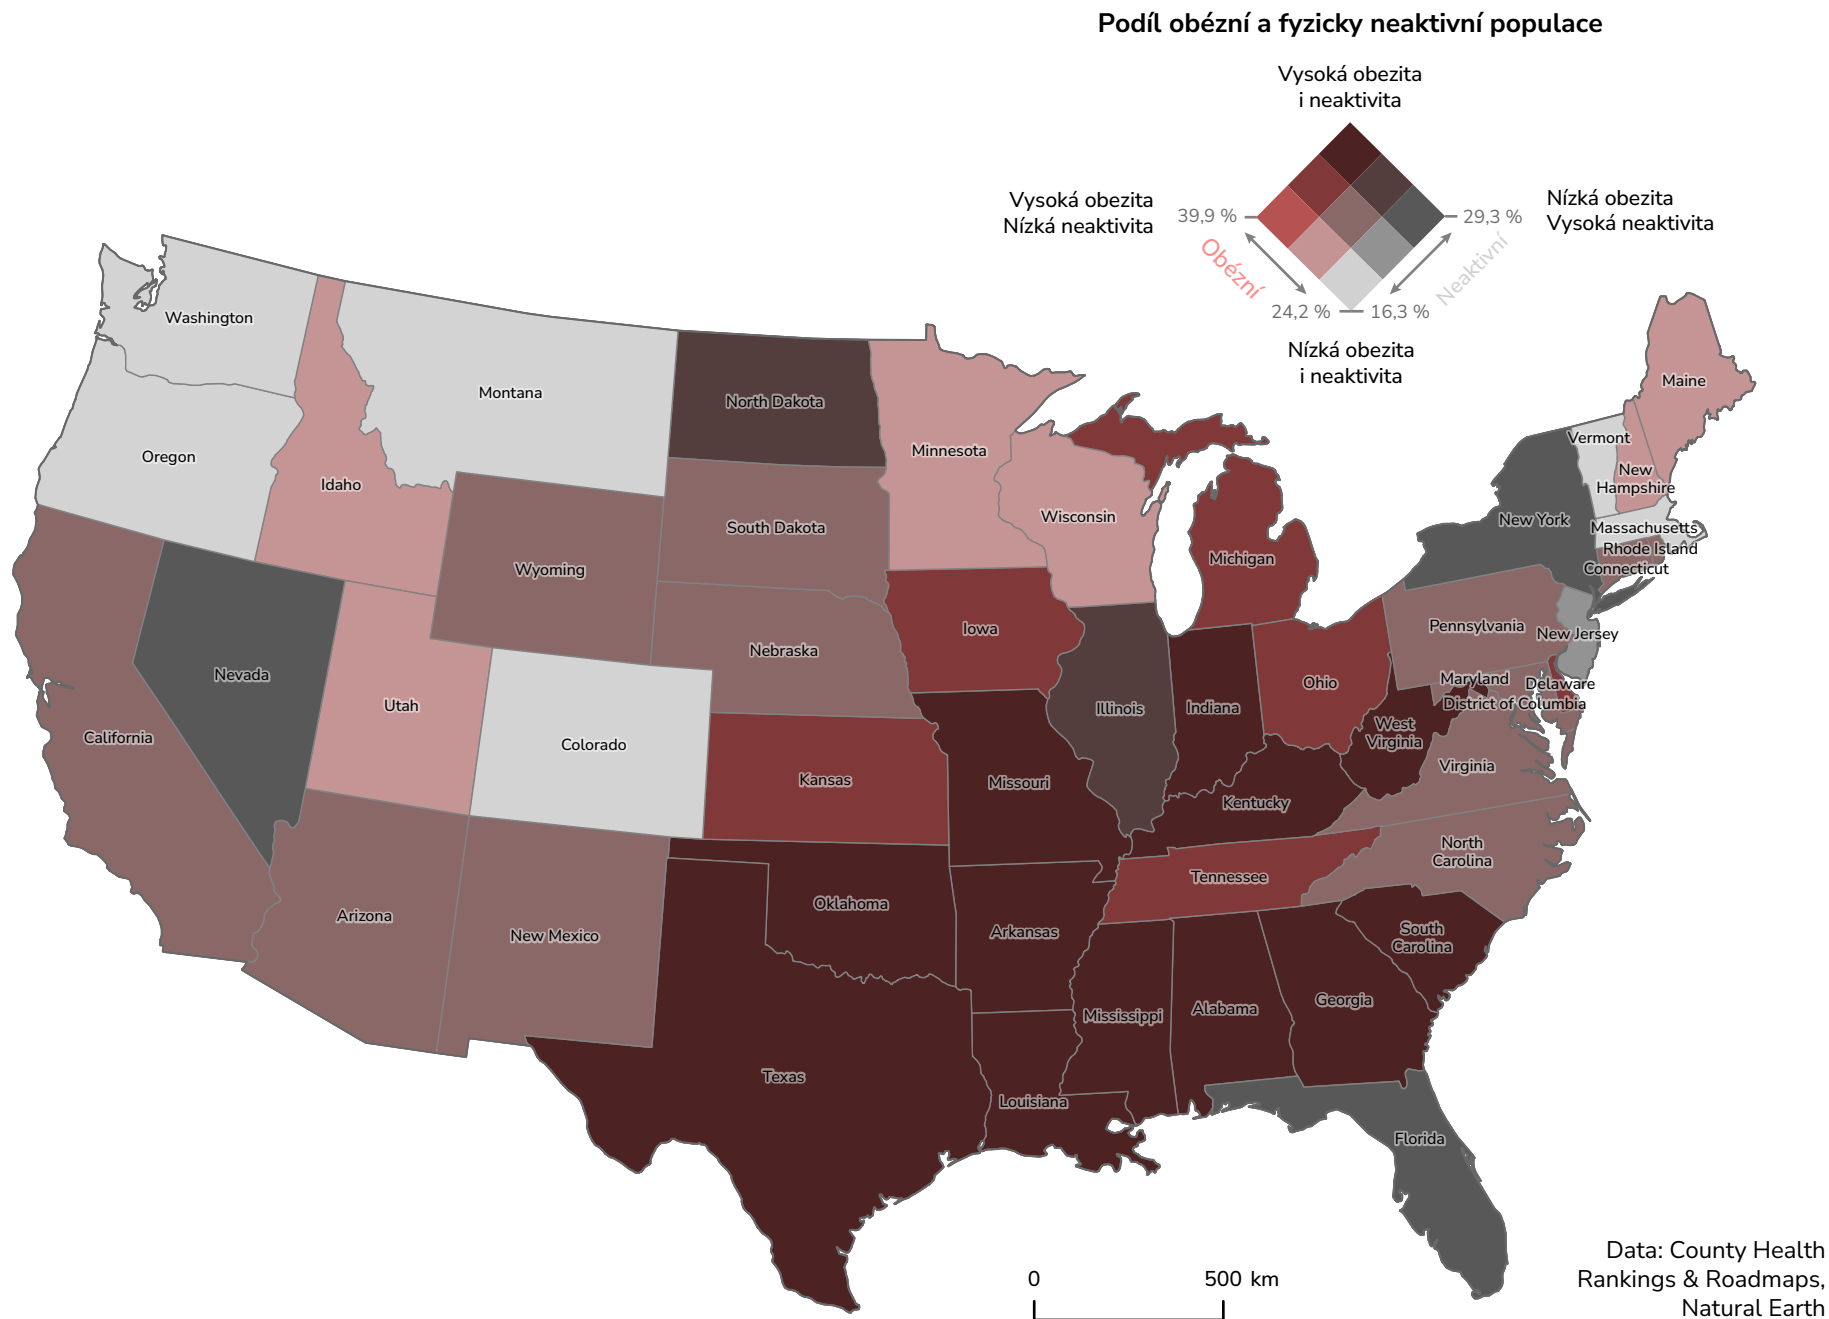 Podíl obézní a fyzicky neaktivní populace
Vysoká obezita
i neaktivita
Vysoká obezita
Nízká neaktivita
39,9 %
29,3 %
Nízká obezita
Vysoká neaktivita
Obézní
Neaktivní
24,2 %
16,3 %
Nízká obezita
i neaktivita
Washington
Montana
North Dakota
Minnesota
Maine
Oregon
Idaho
Wyoming
South Dakota
Wisconsin
Michigan
Vermont
New
Hampshire
New York
Massachusetts
Rhode Island
Connecticut
Nevada
Utah
California
Colorado
Nebraska
Iowa
Pennsylvania
New Jersey
Illinois
Indiana
Ohio
Maryland
Delaware
District of Columbia
West
Virginia
Virginia
Kansas
Missouri
Kentucky
North
Carolina
Tennessee
Arizona
New Mexico
Oklahoma
Arkansas
South
Carolina
Texas
Louisiana
Mississippi
Alabama
Georgia
Florida
0
500 km
Data: County Health
Rankings & Roadmaps,
Natural Earth